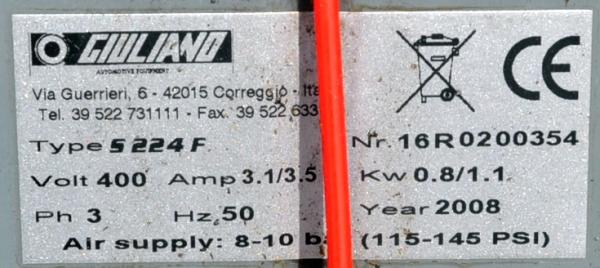 GIULIANO
AUTOMOTIVE EQUIPMENT
CE
Via Guerrieri, 6 - 42015 Correggio -
Tel. 39 522 731111 - Fax. 39 522
Type S 224 F Nr. 16R0200354
Volt 400 Amp 3.1/3.5 Kw 0.8/1.1
Ph 3 Hz 50 Year 2008
Air supply: 8-10 (115-145 PSI)